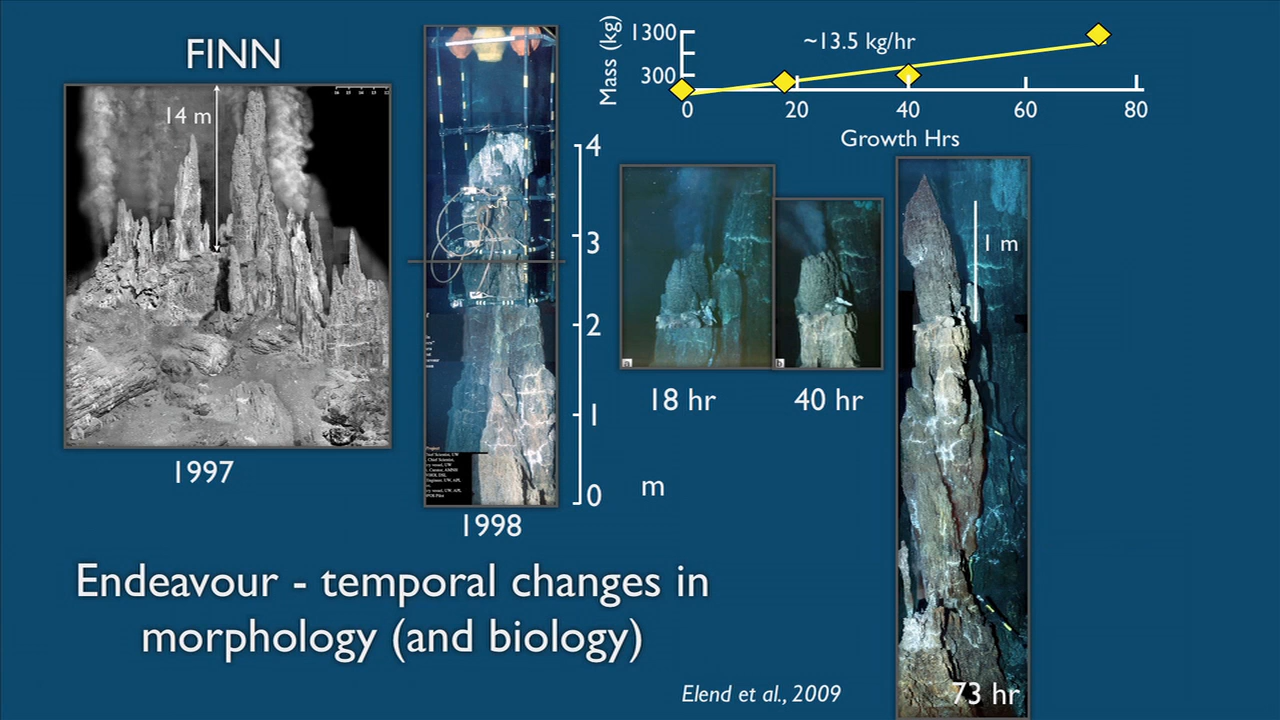 FINN
14 m
1997
1998
4
3
2
1
0
m
Mass (kg)
1300
300
~13.5 kg/hr
0 20 40 60 80
Growth Hrs
a
b
18 hr
40 hr
1 m
73 hr
Endeavour - temporal changes in
morphology (and biology)
Elend et al., 2009